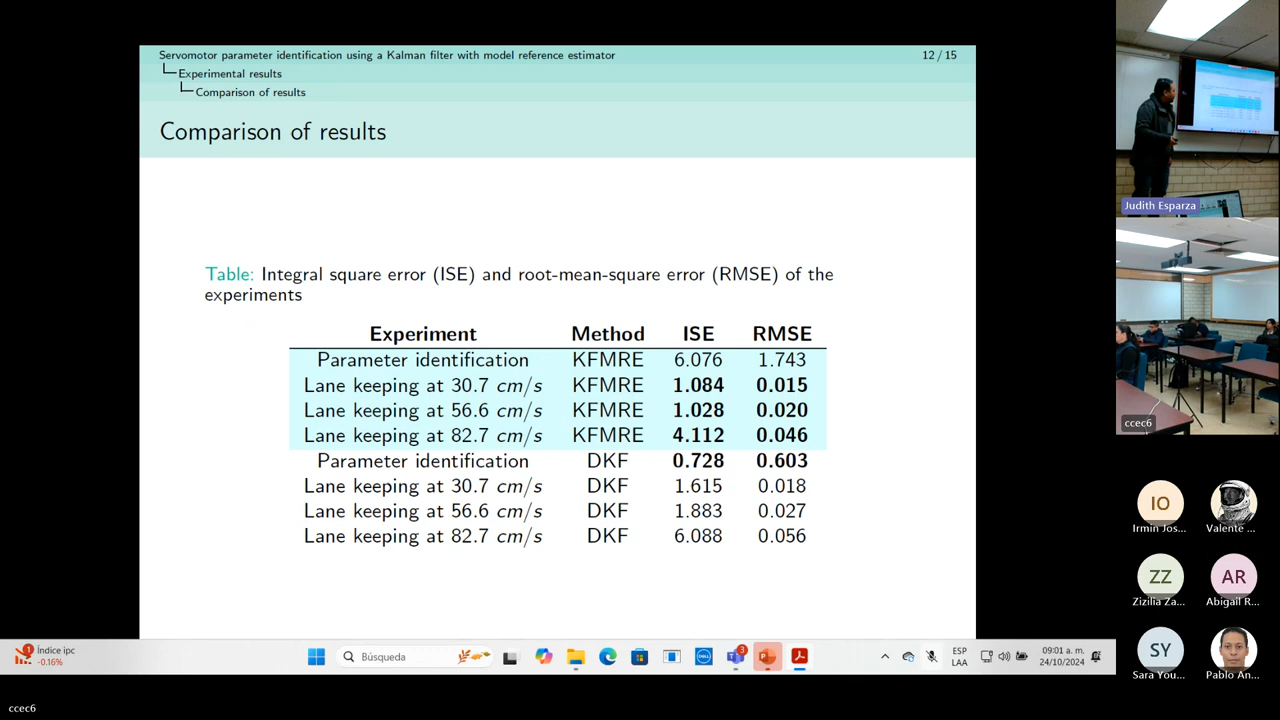 Servomotor parameter identification using a Kalman filter with model reference estimator 12 / 15
Experimental results
Comparison of results
Comparison of results
Table: Integral square error (ISE) and root-mean-square error (RMSE) of the
experiments
Experiment Method ISE RMSE
Parameter identification KFMRE 6.076 1.743
Lane keeping at 30.7 cm/s KFMRE 1.084 0.015
Lane keeping at 56.6 cm/s KFMRE 1.028 0.020
Lane keeping at 82.7 cm/s KFMRE 4.112 0.046
Parameter identification DKF 0.728 0.603
Lane keeping at 30.7 cm/s DKF 1.615 0.018
Lane keeping at 56.6 cm/s DKF 1.883 0.027
Lane keeping at 82.7 cm/s DKF 6.088 0.056
Judith Esparza
ccec6
IO
Irmin Jos...
Valente ...
ZZ
Zizilia Za...
AR
Abigail R...
SY
Sara You...
Pablo An...
1
Índice ipc
-0.16%
Búsqueda
DELL
3
ESP
LAA
09:01 a. m.
24/10/2024
ccec6